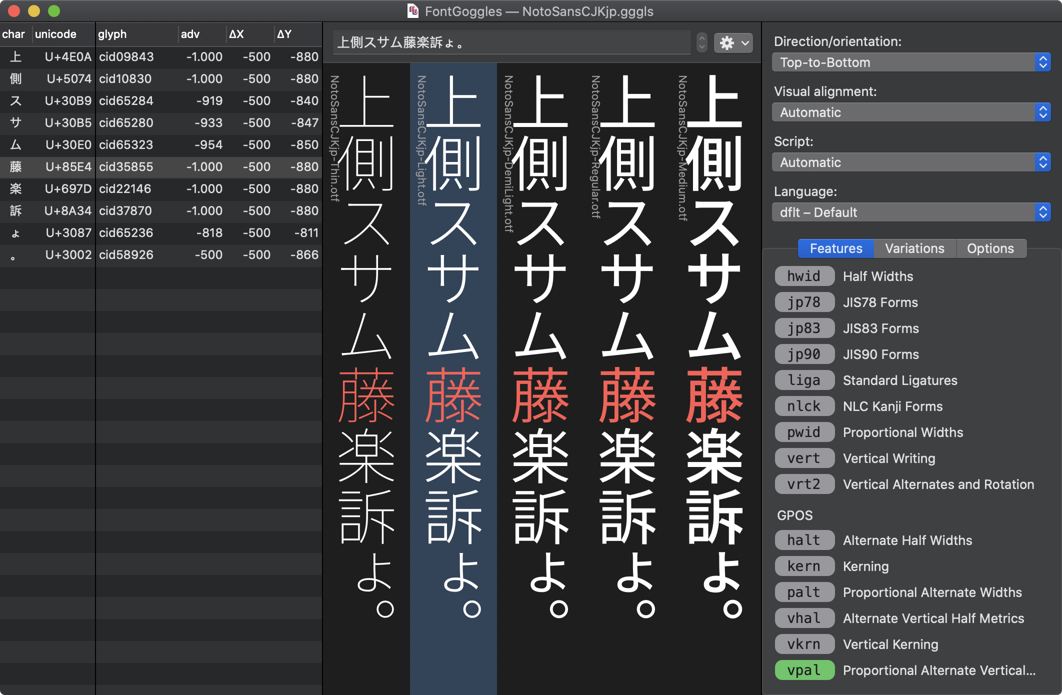 FontGoggles — NotoSansCJKjp.gggls
char unicode glyph adv ΔX ΔY
上 U+4E0A cid09843 -1.000 -500 -880
側 U+5074 cid10830 -1.000 -500 -880
ス U+30B9 cid65284 -919 -500 -840
サ U+30B5 cid65280 -933 -500 -847
ム U+30E0 cid65323 -954 -500 -850
藤 U+85E4 cid35855 -1.000 -500 -880
楽 U+697D cid22146 -1.000 -500 -880
訴 U+8A34 cid37870 -1.000 -500 -880
ょ U+3087 cid65236 -818 -500 -811
。 U+3002 cid58926 -500 -500 -866
上側スサム藤楽訴ょ。
NotoSansCJKjp-Thin.otf
上側スサム藤楽訴ょ。
NotoSansCJKjp-Light.otf
上側スサム藤楽訴ょ。
NotoSansCJKjp-DemiLight.otf
上側スサム藤楽訴ょ。
NotoSansCJKjp-Regular.otf
上側スサム藤楽訴ょ。
NotoSansCJKjp-Medium.otf
上側スサム藤楽訴ょ。
Direction/orientation:
Top-to-Bottom
Visual alignment:
Automatic
Script:
Automatic
Language:
dflt – Default
Features Variations Options
hwid Half Widths
jp78 JIS78 Forms
jp83 JIS83 Forms
jp90 JIS90 Forms
liga Standard Ligatures
nlck NLC Kanji Forms
pwid Proportional Widths
vert Vertical Writing
vrt2 Vertical Alternates and Rotation
GPOS
halt Alternate Half Widths
kern Kerning
palt Proportional Alternate Widths
vhal Alternate Vertical Half Metrics
vkrn Vertical Kerning
vpal Proportional Alternate Vertical...